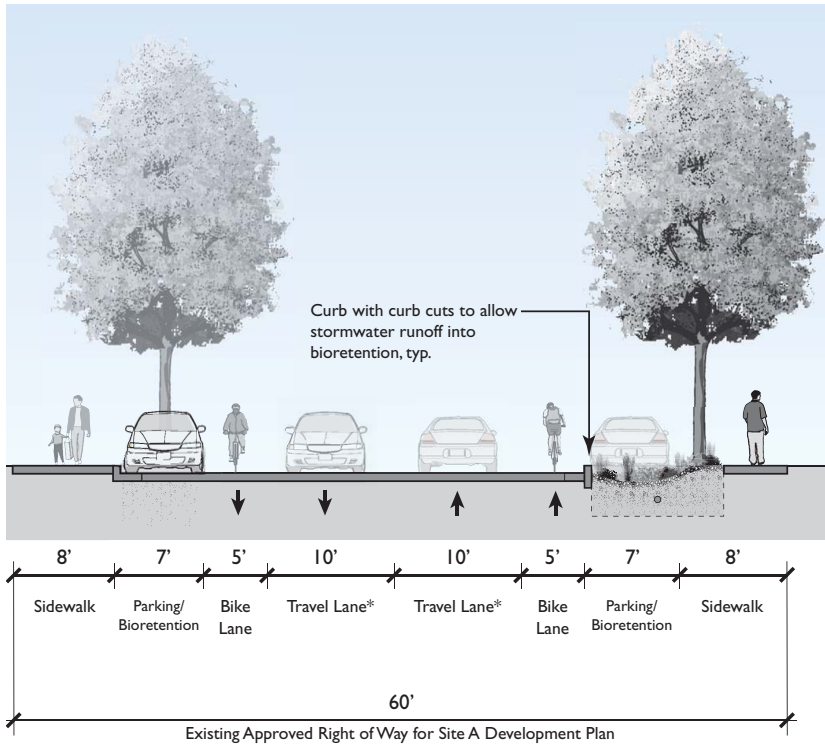 Curb with curb cuts to allow
stormwater runoff into
bioretention, typ.
8’ 7’ 5’ 10’ 10’ 5’ 7’ 8’
Sidewalk Parking/ Bike Travel Lane* Travel Lane* Bike Parking/ Sidewalk
Bioretention Lane Lane Bioretention
60’
Existing Approved Right of Way for Site A Development Plan